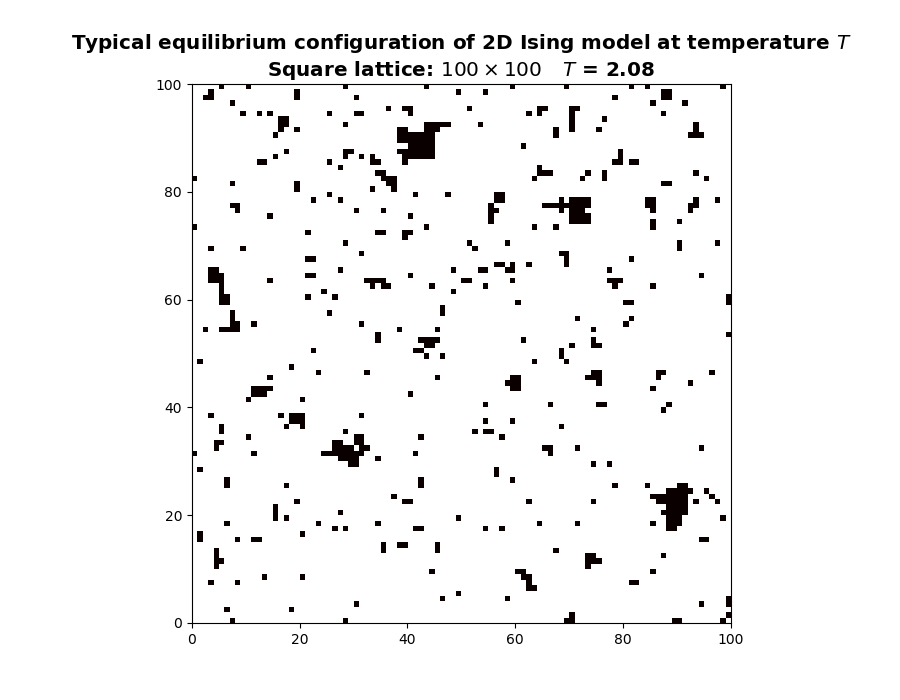 Typical equilibrium configuration of 2D Ising model at temperature T
Square lattice: 100 × 100 T = 2.08
100
80
60
40
20
0
0 20 40 60 80 100